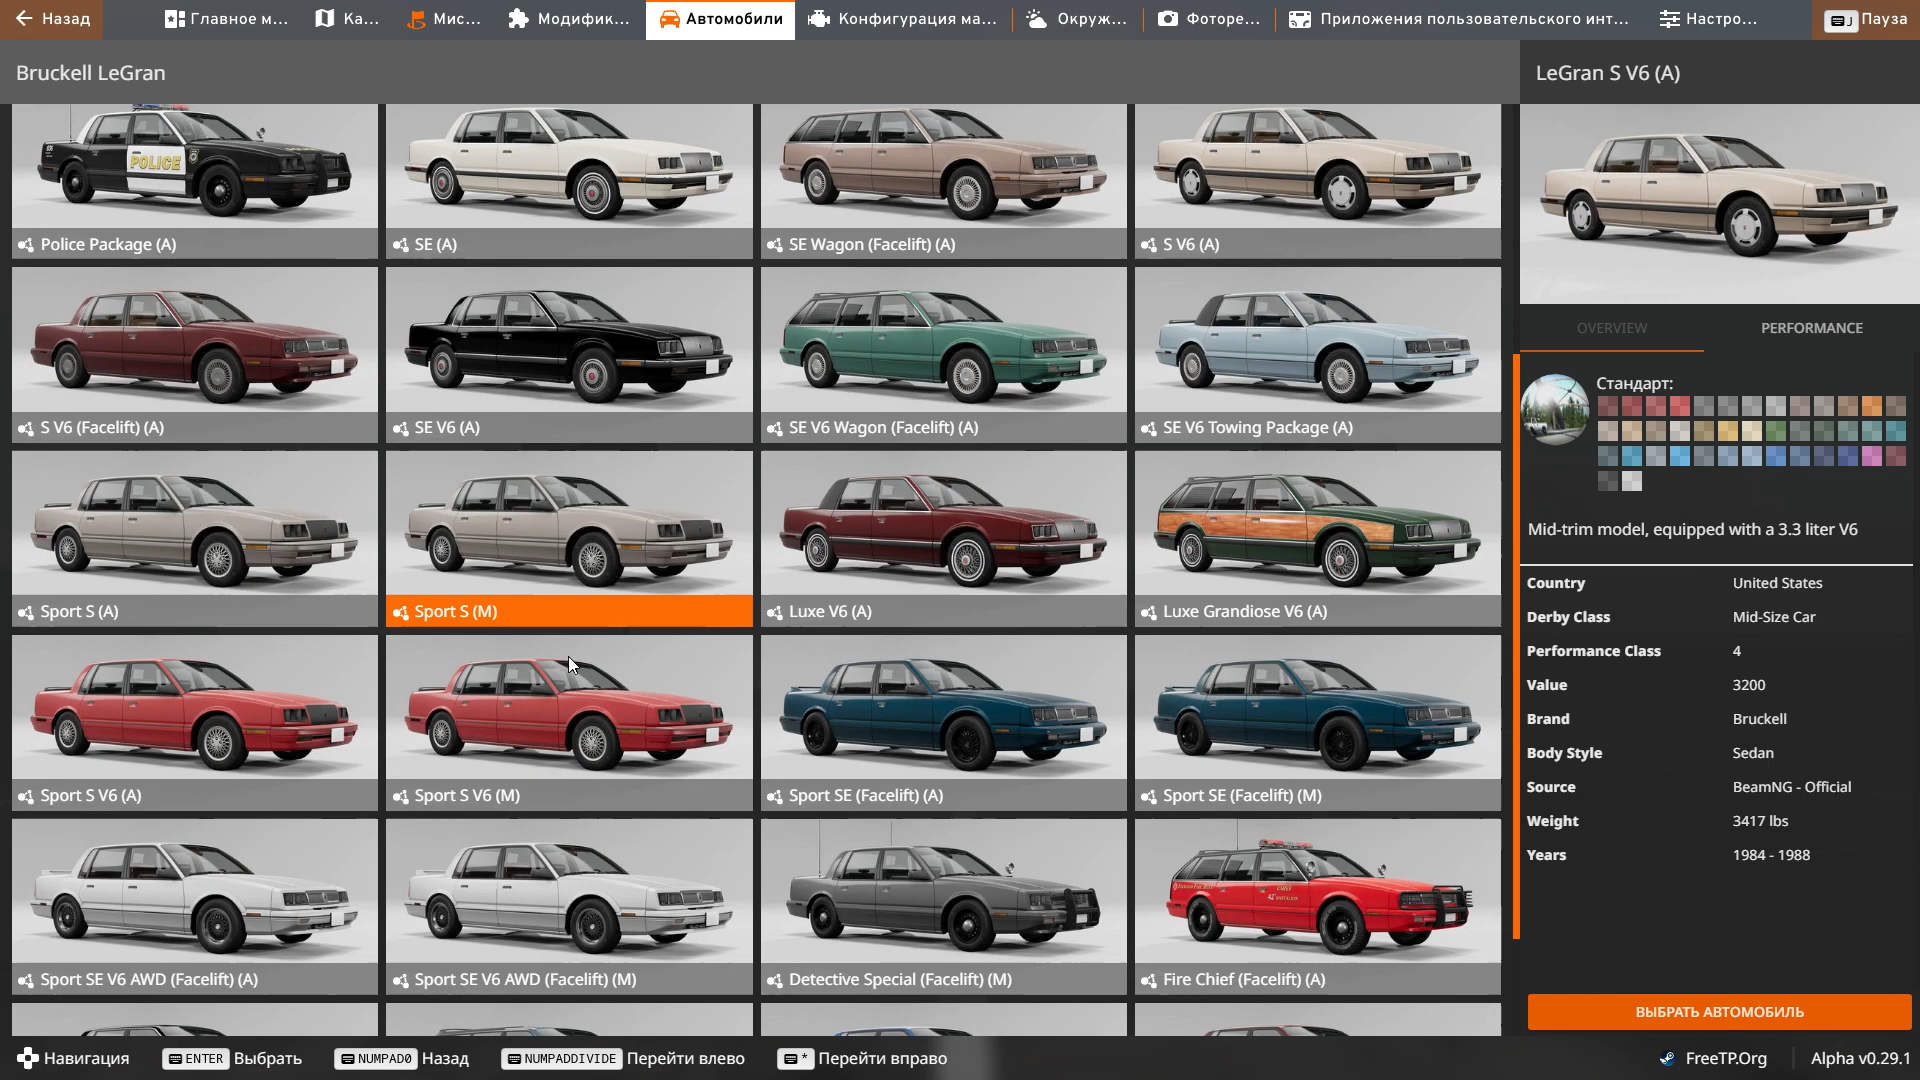 Назад
Главное м...
Ка...
Мис...
Модифик...
Автомобили
Конфигурация ма...
Окруж...
Фоторе...
Приложения пользовательского инт...
Настро...
J Пауза
Bruckell LeGran
LeGran S V6 (A)
POLICE
Police Package (A)
SE (A)
SE Wagon (Facelift) (A)
S V6 (A)
S V6 (Facelift) (A)
SE V6 (A)
SE V6 Wagon (Facelift) (A)
SE V6 Towing Package (A)
Sport S (A)
Sport S (M)
Luxe V6 (A)
Luxe Grandiose V6 (A)
Sport S V6 (A)
Sport S V6 (M)
Sport SE (Facelift) (A)
Sport SE (Facelift) (M)
Sport SE V6 AWD (Facelift) (A)
Sport SE V6 AWD (Facelift) (M)
Detective Special (Facelift) (M)
Fire Chief (Facelift) (A)
OVERVIEW
PERFORMANCE
Стандарт:
Mid-trim model, equipped with a 3.3 liter V6
Country United States
Derby Class Mid-Size Car
Performance Class 4
Value 3200
Brand Bruckell
Body Style Sedan
Source BeamNG - Official
Weight 3417 lbs
Years 1984 - 1988
ВЫБРАТЬ АВТОМОБИЛЬ
Навигация
ENTER Выбрать
NUMPAD0 Назад
NUMPADDIVIDE Перейти влево
* Перейти вправо
FreeTP.Org
Alpha v0.29.1